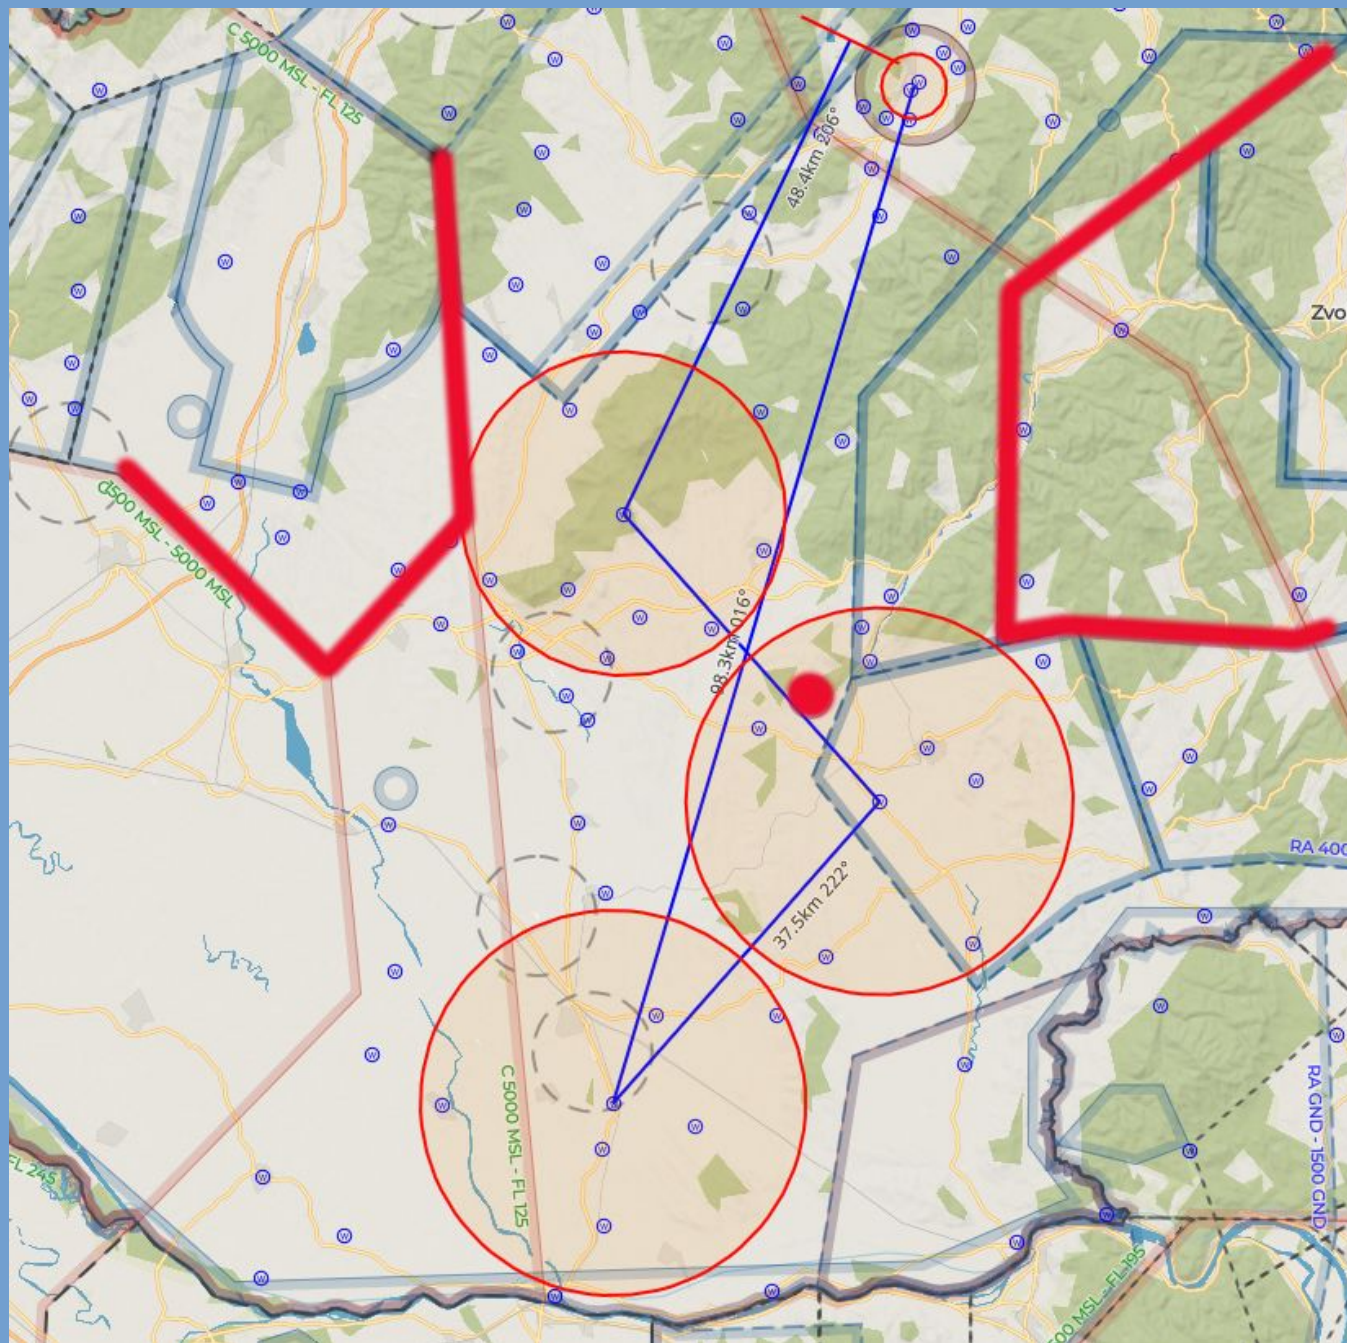 C 5000 MSL - FL 125
48.4km 206°
Zvo
C
1500 MSL - 5000 MSL
98.3km 016°
RA 400
37.5km 222°
C 5000 MSL - FL 125
RA GND - 1500 GND
FL 245
500 MSL - FL 195